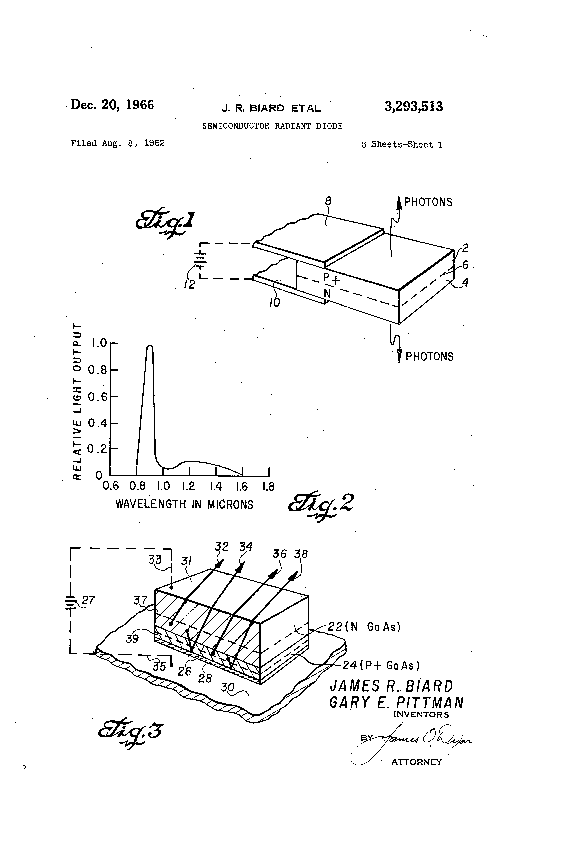 Dec. 20, 1966 J. R. BIARD ETAL 3,293,513
SEMICONDUCTOR RADIANT DIODE
Filed Aug. 8, 1962 3 Sheets-Sheet 1
Fig.1
8
PHOTONS
2
6
4
P+
N
12
10
PHOTONS
RELATIVE LIGHT OUTPUT
1.0
0.8
0.6
0.4
0.2
0
0.6 0.8 1.0 1.2 1.4 1.6 1.8
WAVELENGTH IN MICRONS
Fig.2
33 31 32 34 36 38
27
37
39
35 26 28 30
22(N GaAs)
24(P+ GaAs)
Fig.3
JAMES R. BIARD
GARY E. PITTMAN
INVENTORS
BY James O.
ATTORNEY